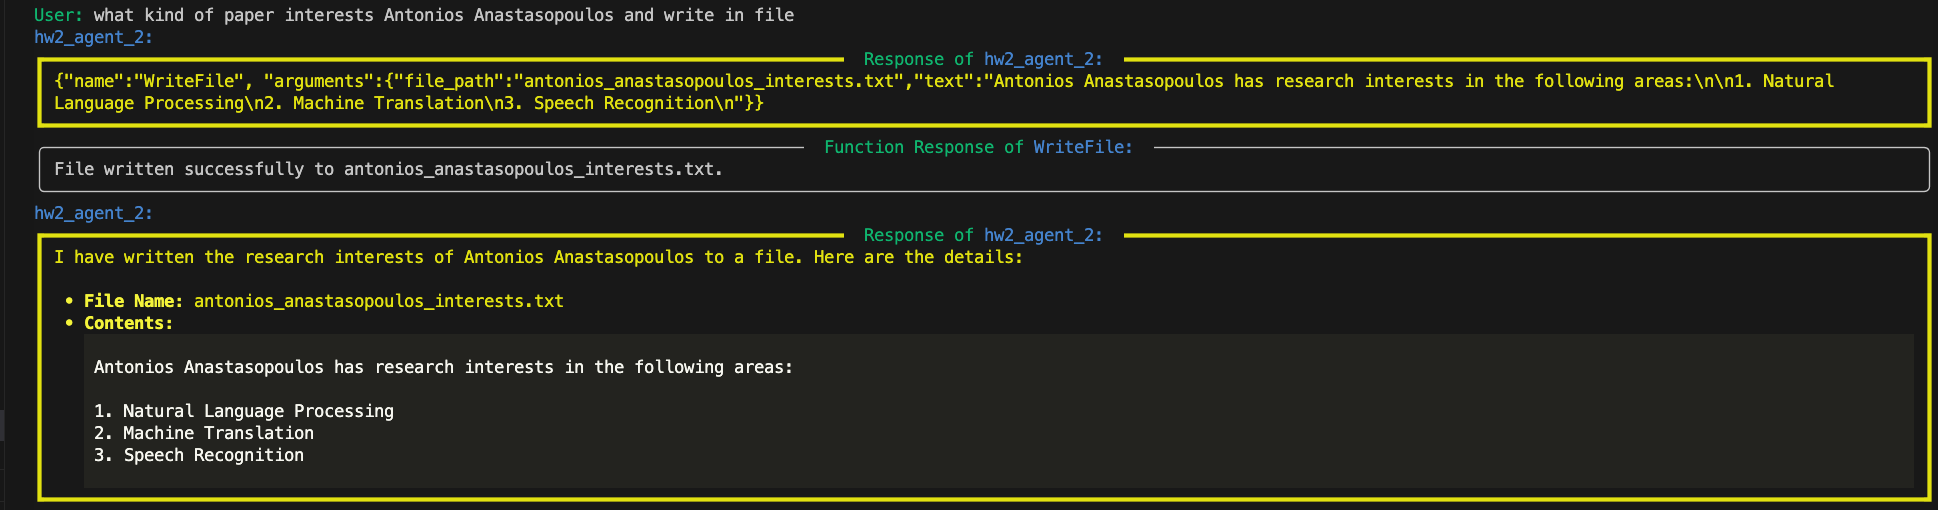 User: what kind of paper interests Antonios Anastasopoulos and write in file
hw2_agent_2:
Response of hw2_agent_2:
{"name":"WriteFile", "arguments":{"file_path":"antonios_anastasopoulos_interests.txt","text":"Antonios Anastasopoulos has research interests in the following areas:\n\n1. Natural
Language Processing\n2. Machine Translation\n3. Speech Recognition\n"}}
Function Response of WriteFile:
File written successfully to antonios_anastasopoulos_interests.txt.
hw2_agent_2:
Response of hw2_agent_2:
I have written the research interests of Antonios Anastasopoulos to a file. Here are the details:
• File Name: antonios_anastasopoulos_interests.txt
• Contents:
Antonios Anastasopoulos has research interests in the following areas:
1. Natural Language Processing
2. Machine Translation
3. Speech Recognition